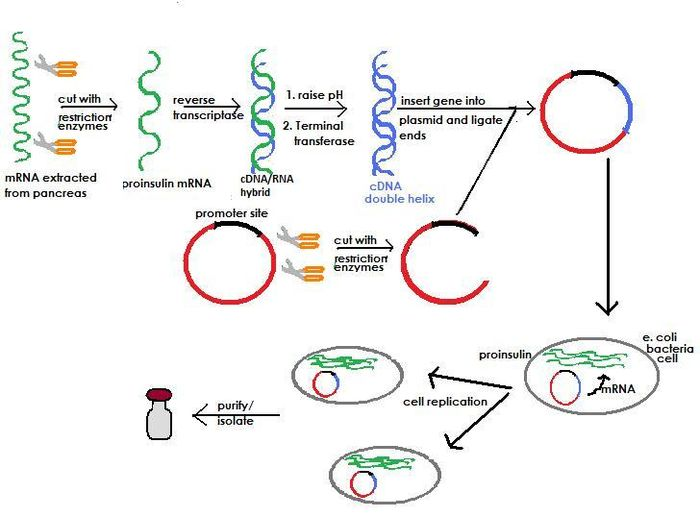 cut with
restriction
enzymes
mRNA extracted
from pancreas
proinsulin mRNA
reverse
transcriptase
cDNA/RNA
hybrid
1. raise pH
2. Terminal
transferase
cDNA
double helix
insert gene into
plasmid and ligate
ends
promoter site
cut with
restriction
enzymes
e. coli
bacteria
cell
proinsulin
mRNA
cell replication
purify/
isolate